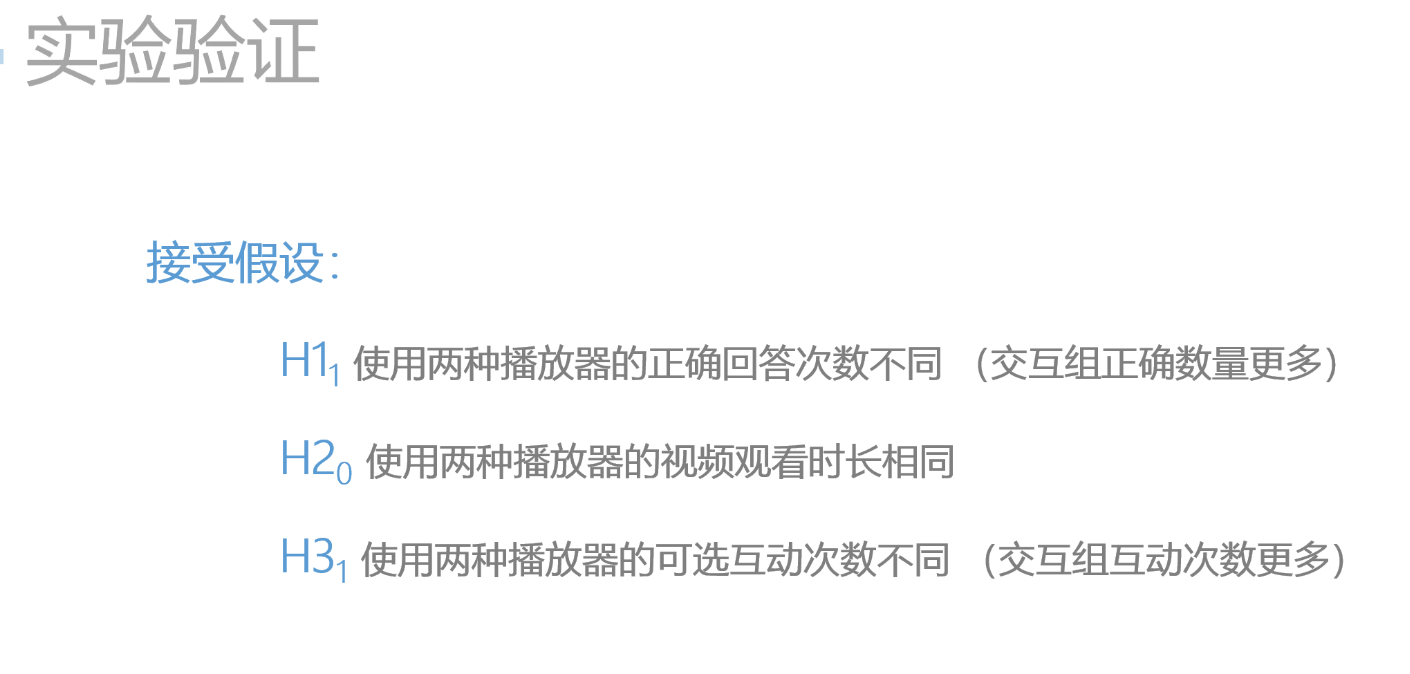 实验验证
接受假设：
H1₁ 使用两种播放器的正确回答次数不同 （交互组正确数量更多）
H2₀ 使用两种播放器的视频观看时长相同
H3₁ 使用两种播放器的可选互动次数不同 （交互组互动次数更多）